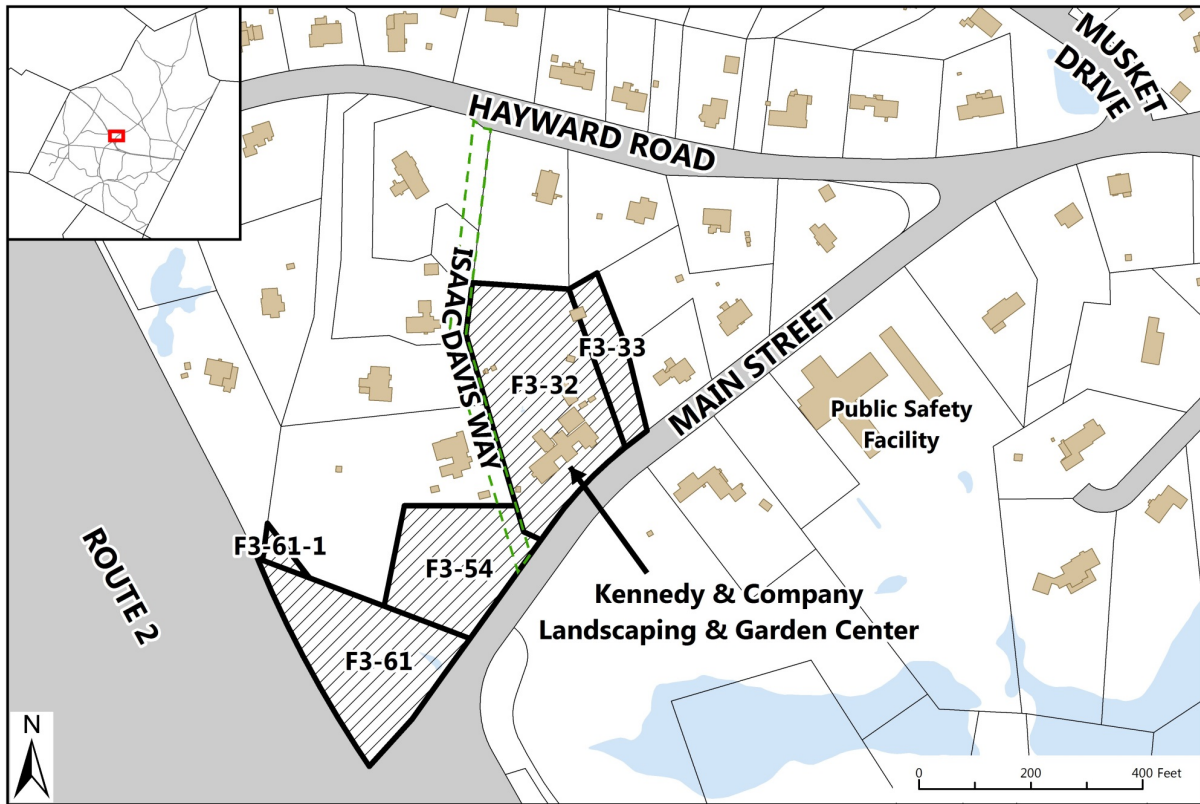 MUSKET
DRIVE
HAYWARD ROAD
ISAAC DAVIS WAY
F3-33
F3-32
MAIN STREET
Public Safety
Facility
ROUTE 2
F3-61-1
F3-54
Kennedy & Company
Landscaping & Garden Center
F3-61
N
0 200 400 Feet